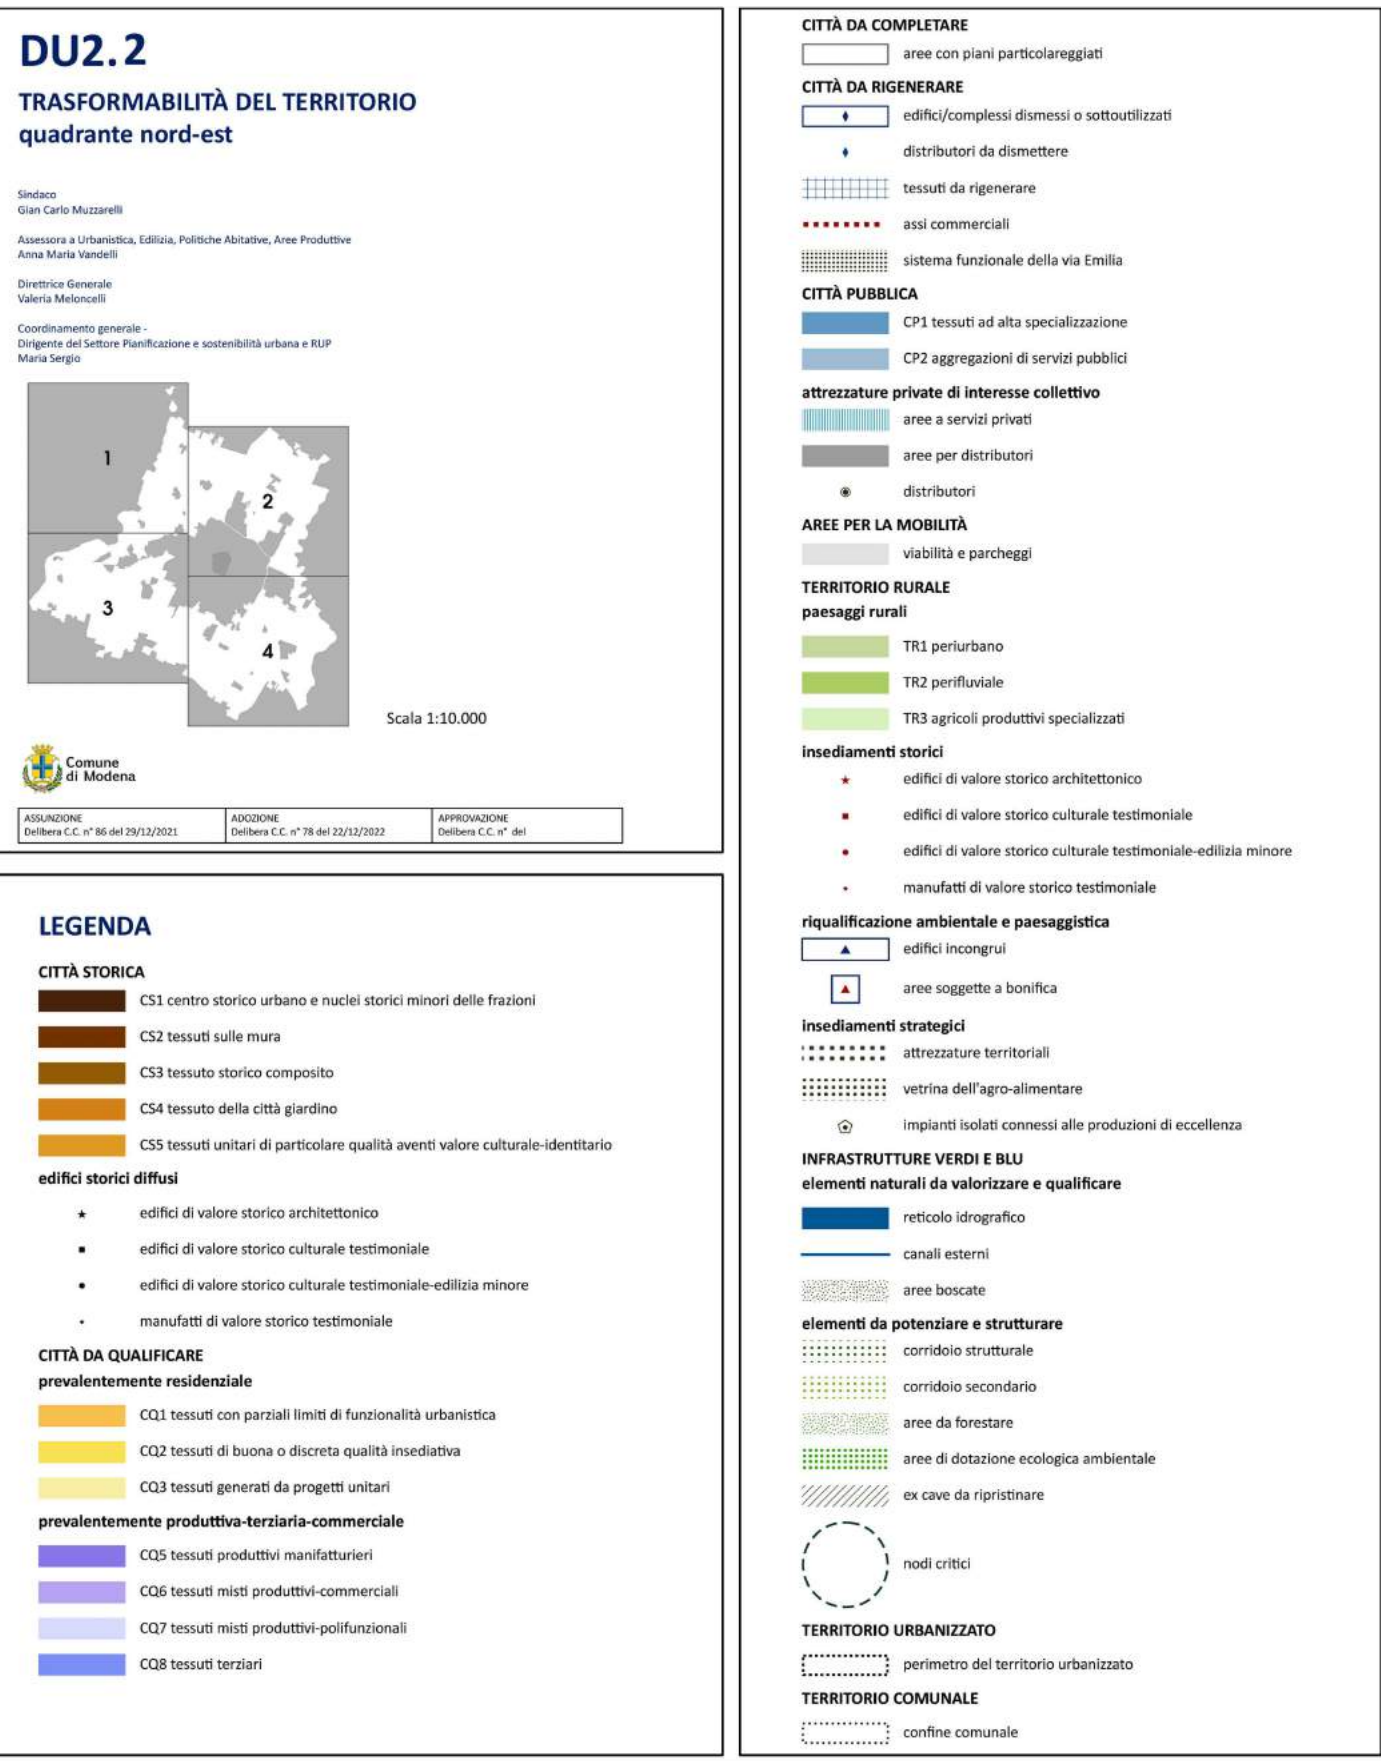 DU2.2
TRASFORMABILITÀ DEL TERRITORIO
quadrante nord-est
Sindaco
Gian Carlo Muzzarelli
Assessora a Urbanistica, Edilizia, Politiche Abitative, Aree Produttive
Anna Maria Vandelli
Direttrice Generale
Valeria Meloncelli
Coordinamento generale -
Dirigente del Settore Pianificazione e sostenibilità urbana e RUP
Maria Sergio
1
2
3
4
Scala 1:10.000
Comune
di Modena
ASSUNZIONE
Delibera C.C. n° 86 del 29/12/2021
ADOZIONE
Delibera C.C. n° 78 del 22/12/2022
APPROVAZIONE
Delibera C.C. n° del
LEGENDA
CITTÀ STORICA
CS1 centro storico urbano e nuclei storici minori delle frazioni
CS2 tessuti sulle mura
CS3 tessuto storico composito
CS4 tessuto della città giardino
CS5 tessuti unitari di particolare qualità aventi valore culturale-identitario
edifici storici diffusi
edifici di valore storico architettonico
edifici di valore storico culturale testimoniale
edifici di valore storico culturale testimoniale-edilizia minore
manufatti di valore storico testimoniale
CITTÀ DA QUALIFICARE
prevalentemente residenziale
CQ1 tessuti con parziali limiti di funzionalità urbanistica
CQ2 tessuti di buona o discreta qualità insediativa
CQ3 tessuti generati da progetti unitari
prevalentemente produttiva-terziaria-commerciale
CQ5 tessuti produttivi manifatturieri
CQ6 tessuti misti produttivi-commerciali
CQ7 tessuti misti produttivi-polifunzionali
CQ8 tessuti terziari
CITTÀ DA COMPLETARE
aree con piani particolareggiati
CITTÀ DA RIGENERARE
edifici/complessi dismessi o sottoutilizzati
distributori da dismettere
tessuti da rigenerare
assi commerciali
sistema funzionale della via Emilia
CITTÀ PUBBLICA
CP1 tessuti ad alta specializzazione
CP2 aggregazioni di servizi pubblici
attrezzature private di interesse collettivo
aree a servizi privati
aree per distributori
distributori
AREE PER LA MOBILITÀ
viabilità e parcheggi
TERRITORIO RURALE
paesaggi rurali
TR1 periurbano
TR2 perifluviale
TR3 agricoli produttivi specializzati
insediamenti storici
edifici di valore storico architettonico
edifici di valore storico culturale testimoniale
edifici di valore storico culturale testimoniale-edilizia minore
manufatti di valore storico testimoniale
riqualificazione ambientale e paesaggistica
edifici incongrui
aree soggette a bonifica
insediamenti strategici
attrezzature territoriali
vetrina dell'agro-alimentare
impianti isolati connessi alle produzioni di eccellenza
INFRASTRUTTURE VERDI E BLU
elementi naturali da valorizzare e qualificare
reticolo idrografico
canali esterni
aree boscate
elementi da potenziare e strutturare
corridoio strutturale
corridoio secondario
aree da forestare
aree di dotazione ecologica ambientale
ex cave da ripristinare
nodi critici
TERRITORIO URBANIZZATO
perimetro del territorio urbanizzato
TERRITORIO COMUNALE
confine comunale